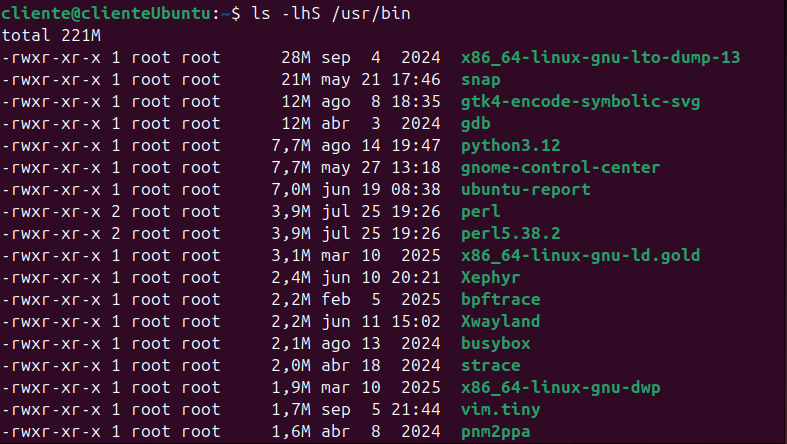 cliente@clienteUbuntu:~$ ls -lhS /usr/bin
total 221M
-rwxr-xr-x 1 root root      28M sep  4  2024  x86_64-linux-gnu-lto-dump-13
-rwxr-xr-x 1 root root      21M may 21 17:46  snap
-rwxr-xr-x 1 root root      12M ago  8 18:35  gtk4-encode-symbolic-svg
-rwxr-xr-x 1 root root      12M abr  3  2024  gdb
-rwxr-xr-x 1 root root     7,7M ago 14 19:47  python3.12
-rwxr-xr-x 1 root root     7,7M may 27 13:18  gnome-control-center
-rwxr-xr-x 1 root root     7,0M jun 19 08:38  ubuntu-report
-rwxr-xr-x 2 root root     3,9M jul 25 19:26  perl
-rwxr-xr-x 2 root root     3,9M jul 25 19:26  perl5.38.2
-rwxr-xr-x 1 root root     3,1M mar 10  2025  x86_64-linux-gnu-ld.gold
-rwxr-xr-x 1 root root     2,4M jun 10 20:21  Xephyr
-rwxr-xr-x 1 root root     2,2M feb  5  2025  bpftrace
-rwxr-xr-x 1 root root     2,2M jun 11 15:02  Xwayland
-rwxr-xr-x 1 root root     2,1M ago 13  2024  busybox
-rwxr-xr-x 1 root root     2,0M abr 18  2024  strace
-rwxr-xr-x 1 root root     1,9M mar 10  2025  x86_64-linux-gnu-dwp
-rwxr-xr-x 1 root root     1,7M sep  5 21:44  vim.tiny
-rwxr-xr-x 1 root root     1,6M abr  8  2024  pnm2ppa